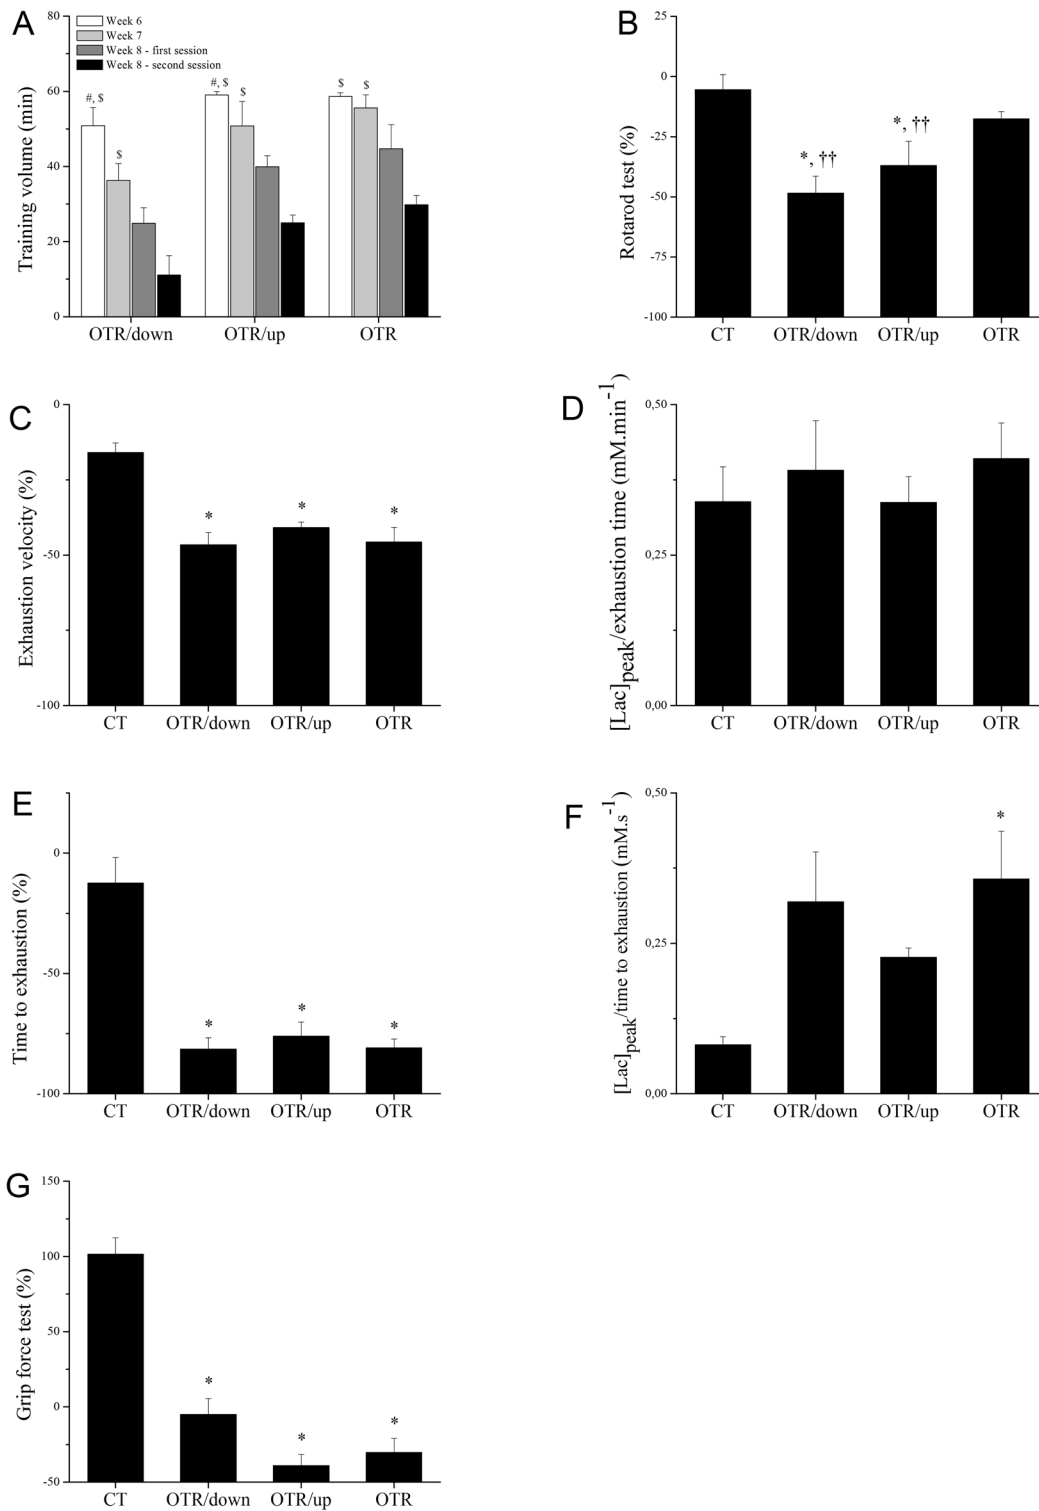 A
Week 6
Week 7
Week 8 - first session
Week 8 - second session
Training volume (min)
80
60
40
20
0
#, $
$
#, $
$
$
$
OTR/down
OTR/up
OTR
B
Rotarod test (%)
25
0
-25
-50
-75
-100
*, ††
*, ††
CT
OTR/down
OTR/up
OTR
C
Exhaustion velocity (%)
0
-50
-100
*
*
*
CT
OTR/down
OTR/up
OTR
D
[Lac]peak/exhaustion time (mM.min-1)
0,50
0,25
0,00
CT
OTR/down
OTR/up
OTR
E
Time to exhaustion (%)
0
-50
-100
*
*
*
CT
OTR/down
OTR/up
OTR
F
[Lac]peak/time to exhaustion (mM.s-1)
0,50
0,25
0,00
*
CT
OTR/down
OTR/up
OTR
G
Grip force test (%)
150
100
50
0
-50
*
*
*
CT
OTR/down
OTR/up
OTR